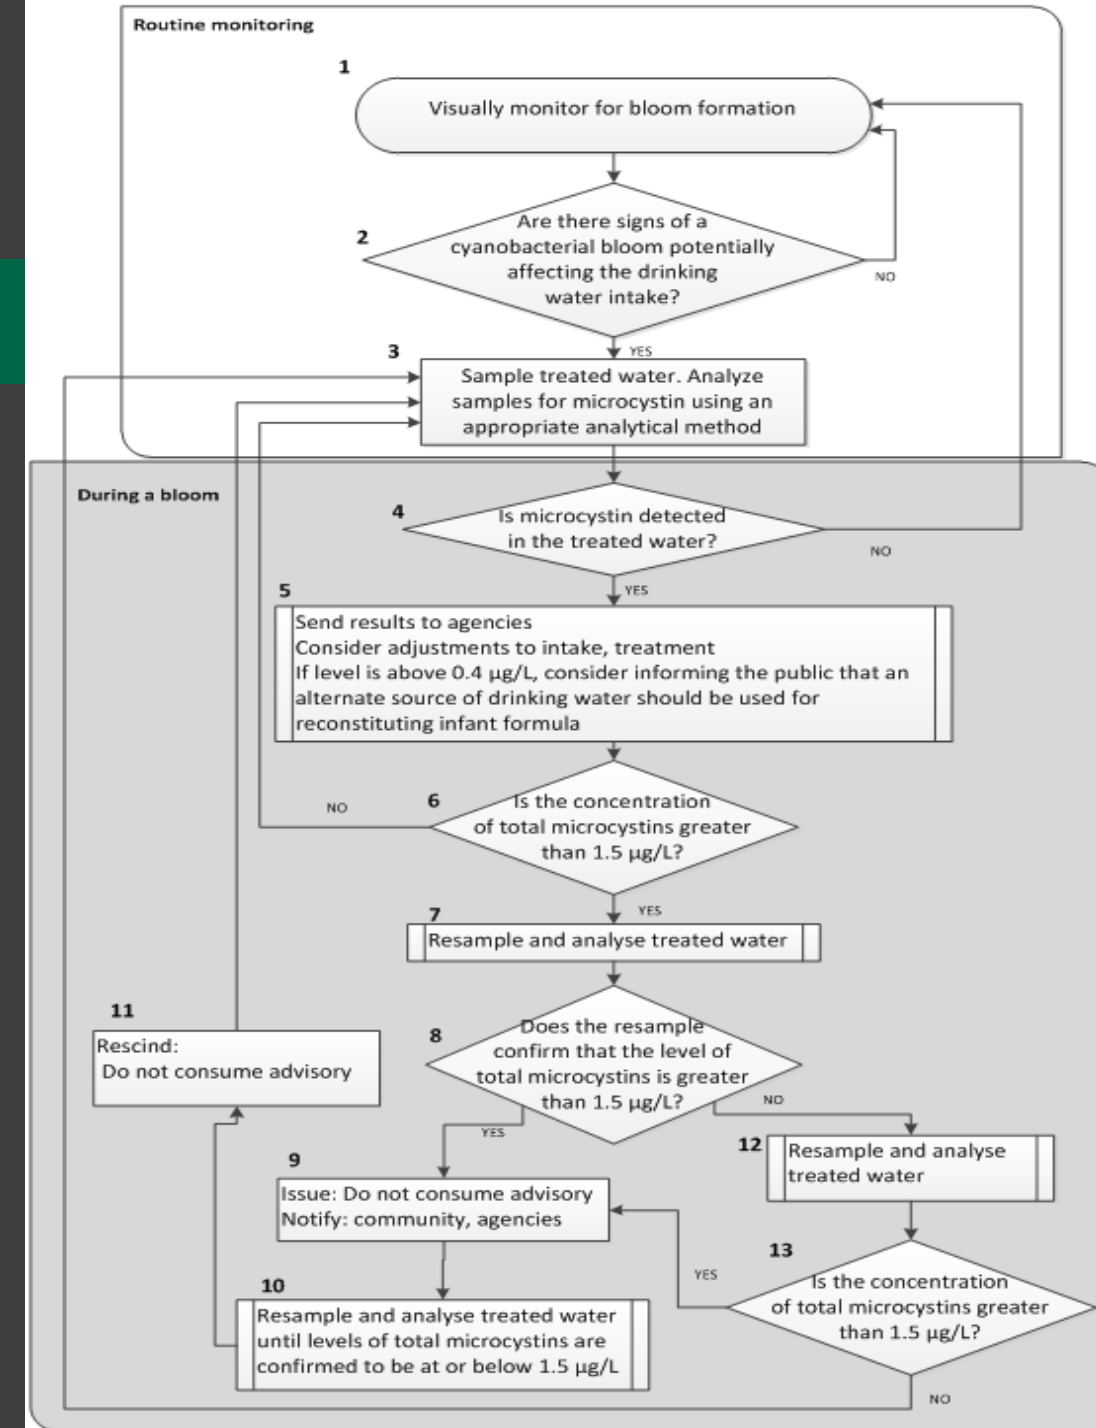 Routine monitoring
1
Visually monitor for bloom formation
2
Are there signs of a
cyanobacterial bloom potentially
affecting the drinking
water intake?
NO
YES
3
Sample treated water. Analyze
samples for microcystin using an
appropriate analytical method
During a bloom
4
Is microcystin detected
in the treated water?
NO
YES
5
Send results to agencies
Consider adjustments to intake, treatment
If level is above 0.4 µg/L, consider informing the public that an
alternate source of drinking water should be used for
reconstituting infant formula
6
Is the concentration
of total microcystins greater
than 1.5 µg/L?
NO
YES
7
Resample and analyse treated water
8
Does the resample
confirm that the level of
total microcystins is greater
than 1.5 µg/L?
YES
NO
9
Issue: Do not consume advisory
Notify: community, agencies
10
Resample and analyse treated water
until levels of total microcystins are
confirmed to be at or below 1.5 µg/L
11
Rescind:
Do not consume advisory
12
Resample and analyse
treated water
13
Is the concentration
of total microcystins greater
than 1.5 µg/L?
YES
NO